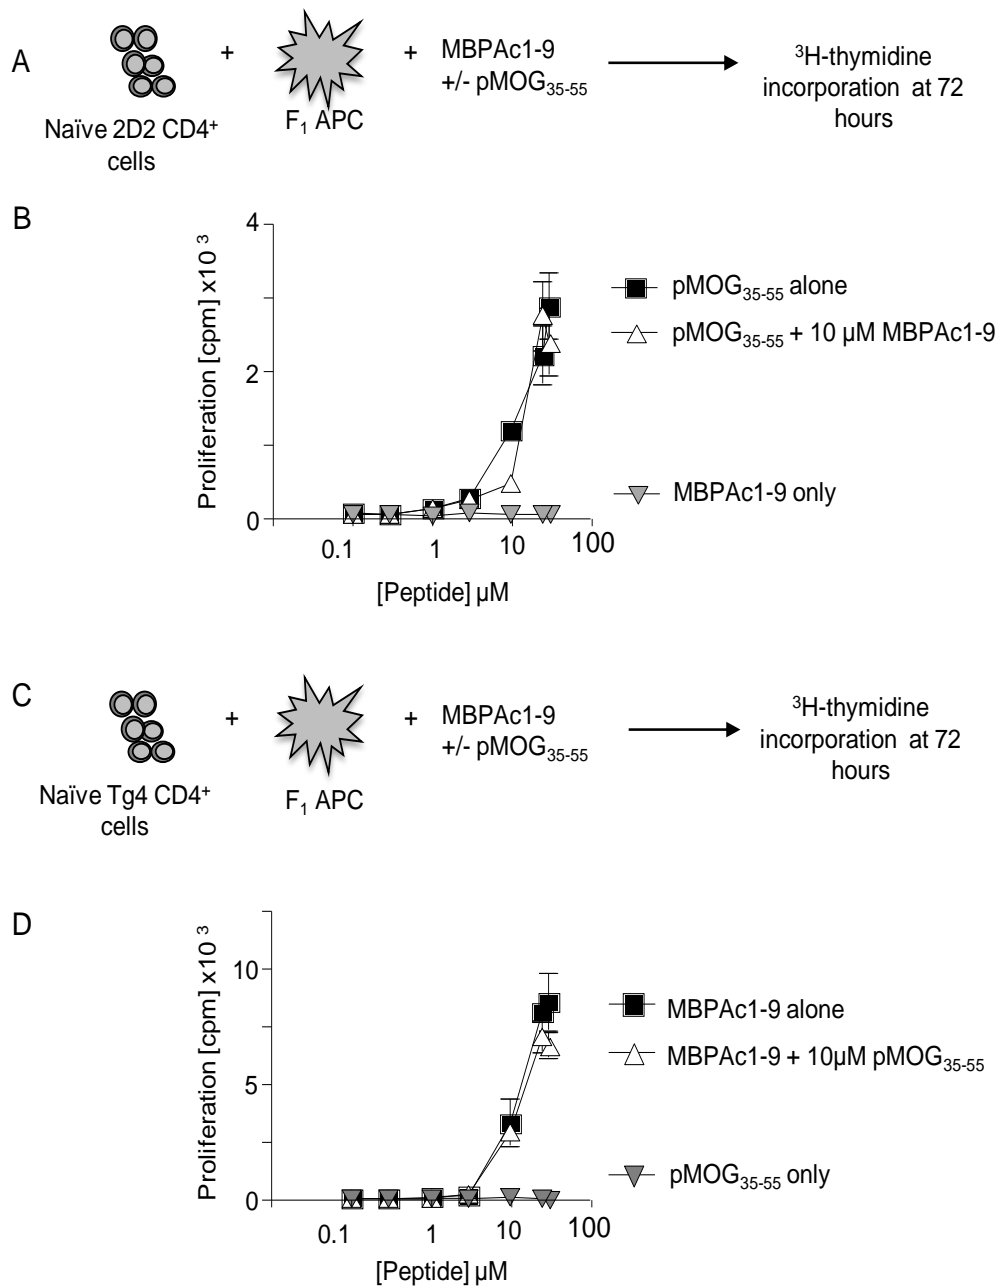 A
+
+
MBPAc1-9
+/- pMOG35-55
3H-thymidine
incorporation at 72
hours
Naïve 2D2 CD4+
cells
F1 APC
B
Proliferation [cpm] x10 3
4
2
0
0.1
1
10
100
[Peptide] µM
pMOG35-55 alone
pMOG35-55 + 10 µM MBPAc1-9
MBPAc1-9 only
C
+
+
MBPAc1-9
+/- pMOG35-55
3H-thymidine
incorporation at 72
hours
Naïve Tg4 CD4+
cells
F1 APC
D
Proliferation [cpm] x10 3
10
5
0
0.1
1
10
100
[Peptide] µM
MBPAc1-9 alone
MBPAc1-9 + 10µM pMOG35-55
pMOG35-55 only